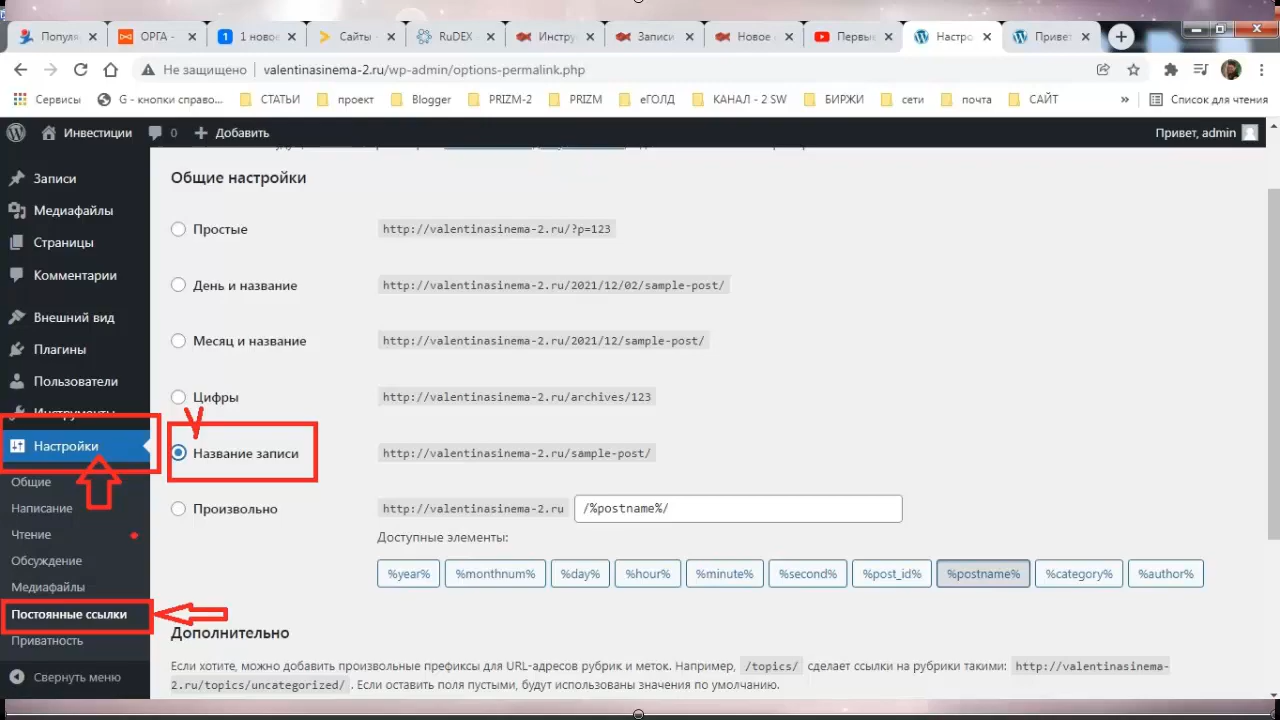 Популя
ОРГА -
1 новое
Сайты -
RuDEX
Инстру
Записи
Новое
Первые
Настро
Привет
Не защищено
valentinasinema-2.ru/wp-admin/options-permalink.php
Сервисы
G - кнопки справо...
СТАТЬИ
проект
Blogger
PRIZM-2
PRIZM
еГОЛД
КАНАЛ - 2 SW
БИРЖИ
сети
почта
САЙТ
»
Список для чтения
Инвестиции
0
Добавить
Привет, admin
Записи
Медиафайлы
Страницы
Комментарии
Внешний вид
Плагины
Пользователи
Инструменты
Настройки
Общие
Написание
Чтение
Обсуждение
Медиафайлы
Постоянные ссылки
Приватность
Свернуть меню
Общие настройки
Простые http://valentinasinema-2.ru/?p=123
День и название http://valentinasinema-2.ru/2021/12/02/sample-post/
Месяц и название http://valentinasinema-2.ru/2021/12/sample-post/
Цифры http://valentinasinema-2.ru/archives/123
Название записи http://valentinasinema-2.ru/sample-post/
Произвольно http://valentinasinema-2.ru /%postname%/
Доступные элементы:
%year% %monthnum% %day% %hour% %minute% %second% %post_id% %postname% %category% %author%
Дополнительно
Если хотите, можно добавить произвольные префиксы для URL-адресов рубрик и меток. Например, /topics/ сделает ссылки на рубрики такими: http://valentinasinema-
2.ru/topics/uncategorized/ . Если оставить поля пустыми, будут использованы значения по умолчанию.